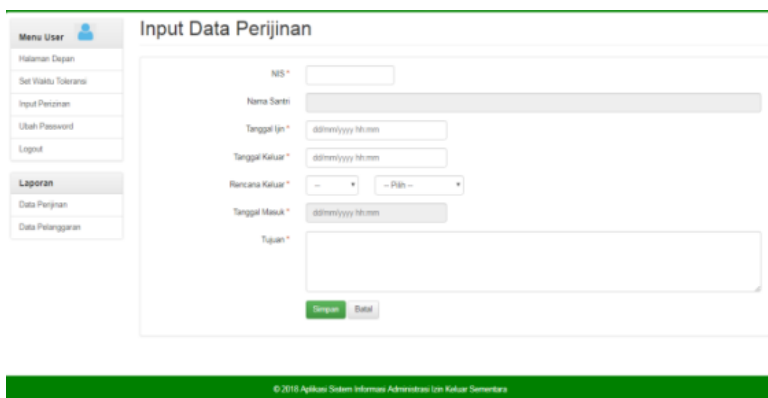 Menu User
Halaman Depan
Set Waktu Toleransi
Input Perizinan
Ubah Password
Logout
Laporan
Data Perijinan
Data Pelanggaran
Input Data Perijinan
NIS *
Nama Santri
Tanggal Ijin * dd/mm/yyyy hh:mm
Tanggal Keluar * dd/mm/yyyy hh:mm
Rencana Keluar * -- -- Pilih --
Tanggal Masuk * dd/mm/yyyy hh:mm
Tujuan *
Simpan Batal
© 2018 Aplikasi Sistem Informasi Administrasi Izin Keluar Sementara